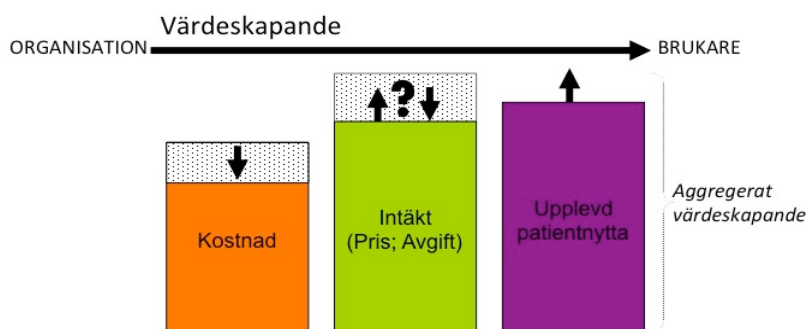 Värdeskapande
ORGANISATION
BRUKARE
?
Kostnad
Intäkt
(Pris; Avgift)
Upplevd
patientnytta
Aggregerat
värdeskapande